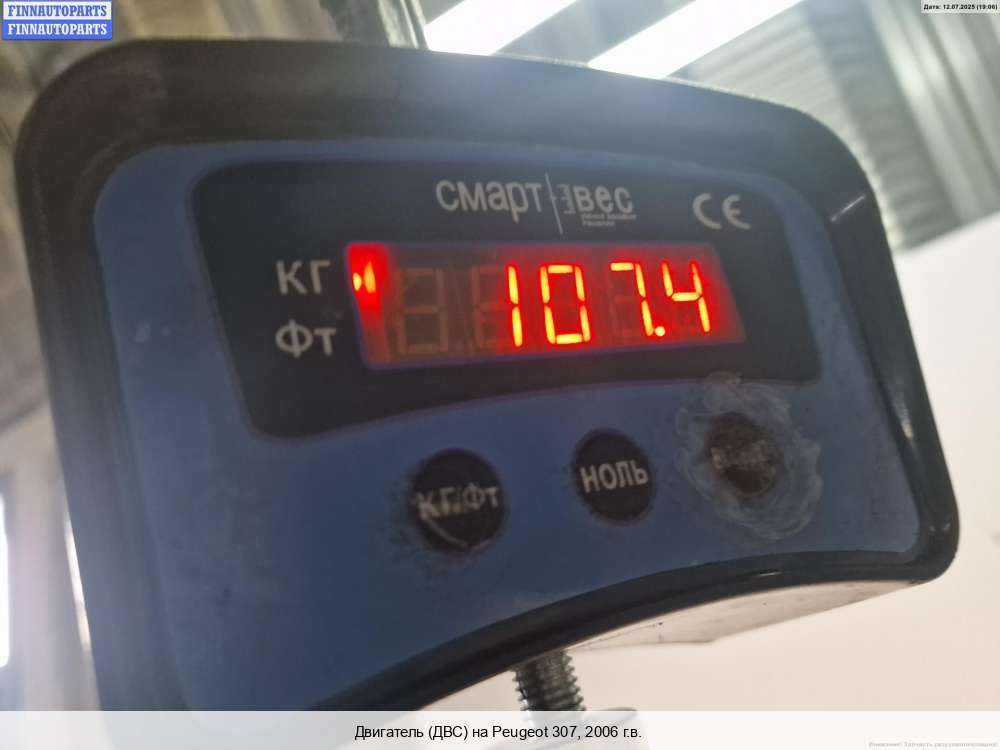 FINNAUTOPARTS
FINNAUTOPARTS
Дата: 12.07.2025 (19:06)
смарт вес
CE
КГ
107.4
Фт
КГ/Фт
НОЛЬ
Двигатель (ДВС) на Peugeot 307, 2006 г.в.